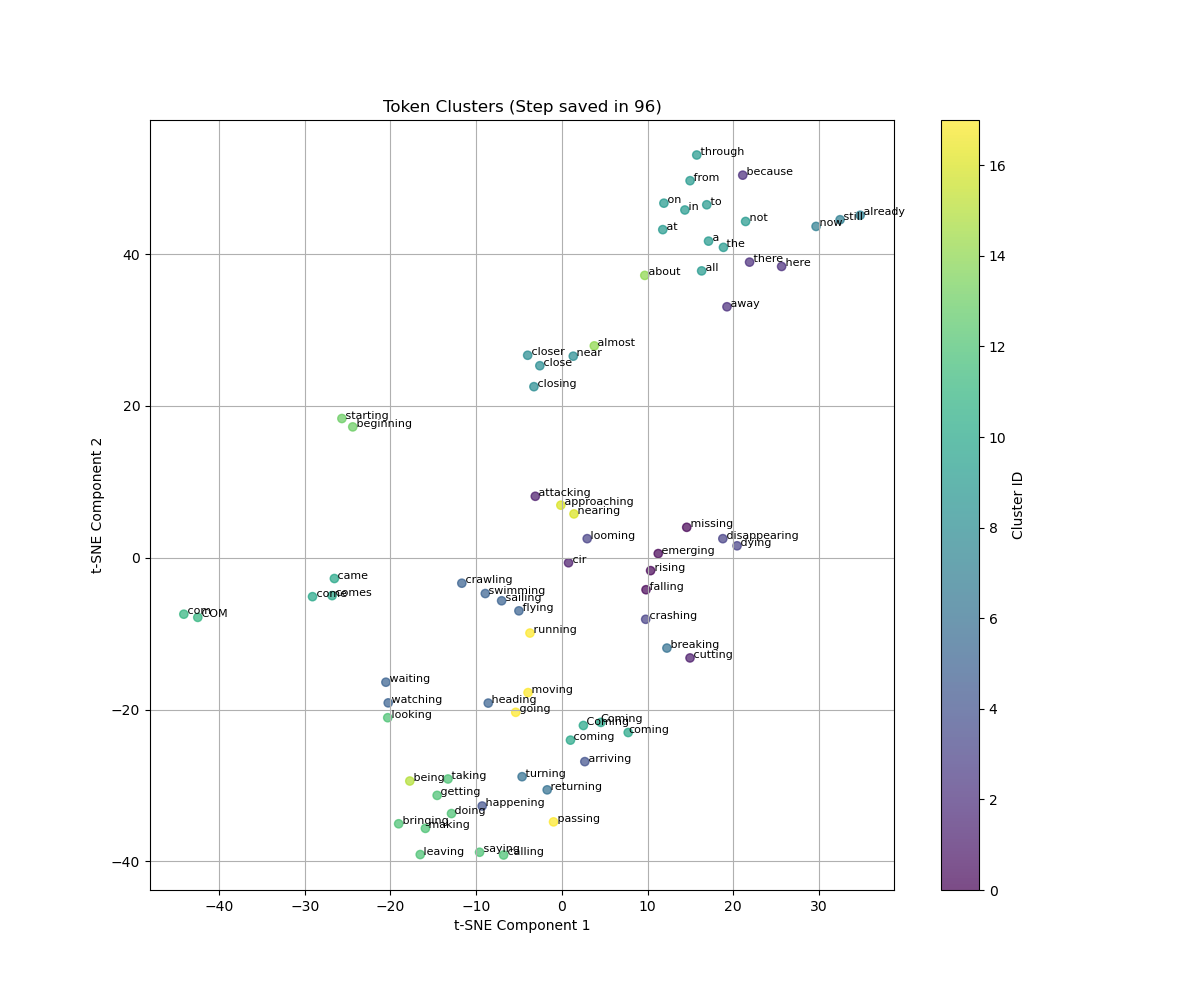 Token Clusters (Step saved in 96)
through
because
from
on
in
to
already
still
now
not
at
a
the
there
here
about
all
away
almost
closer
near
close
closing
starting
beginning
attacking
approaching
nearing
missing
looming
disappearing
dying
emerging
cir
rising
came
crawling
falling
come
comes
swimming
sailing
com
COM
flying
crashing
running
breaking
cutting
waiting
moving
watching
heading
going
looking
Coming
Coming
coming
coming
arriving
being
taking
turning
returning
getting
happening
doing
bringing
making
passing
leaving
saying
calling
40
20
0
−20
−40
−40
−30
−20
−10
0
10
20
30
t-SNE Component 1
t-SNE Component 2
16
14
12
10
8
6
4
2
0
Cluster ID